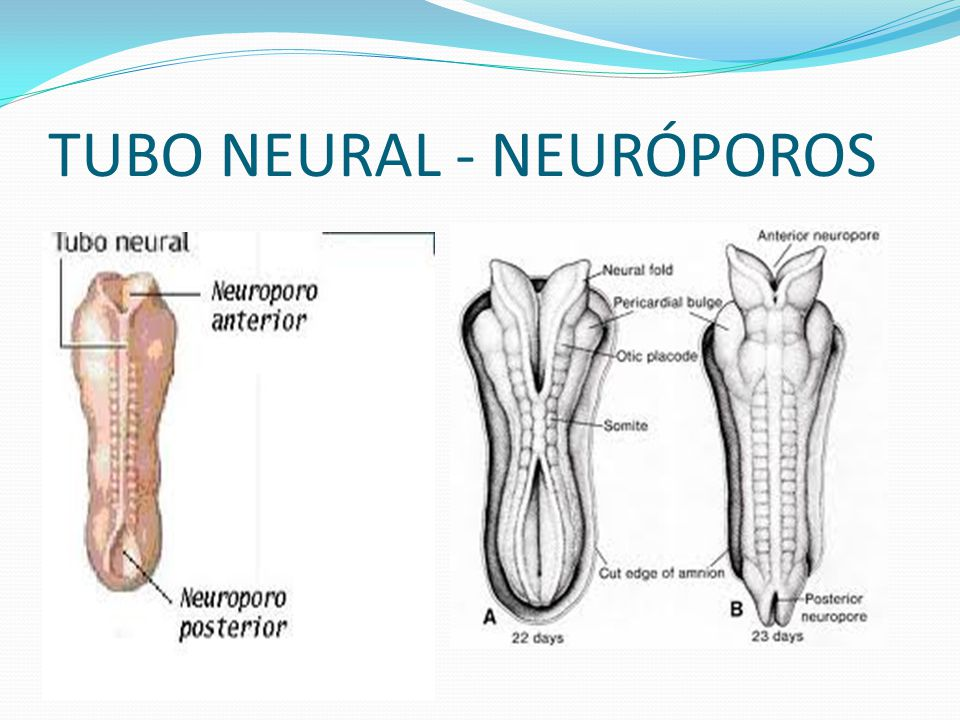 TUBO NEURAL - NEURÓPOROS
Tubo neural
Neuroporo
anterior
Neuroporo
posterior
Anterior neuropore
Neural fold
Pericardial bulge
Otic placode
Somite
Cut edge of amnion
Posterior
neuropore
A
22 days
B
23 days